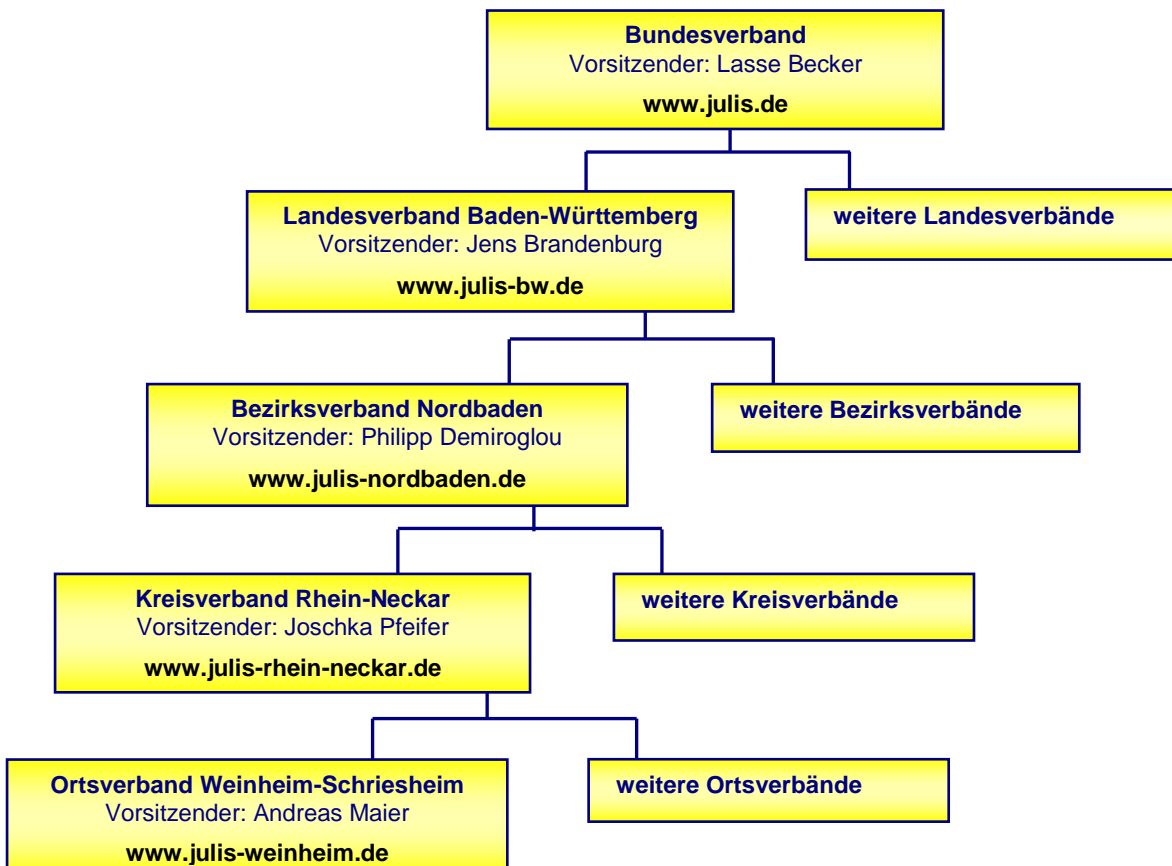 Bundesverband
Vorsitzender: Lasse Becker
www.julis.de
Landesverband Baden-Württemberg
Vorsitzender: Jens Brandenburg
www.julis-bw.de
weitere Landesverbände
Bezirksverband Nordbaden
Vorsitzender: Philipp Demiroglou
www.julis-nordbaden.de
weitere Bezirksverbände
Kreisverband Rhein-Neckar
Vorsitzender: Joschka Pfeifer
www.julis-rhein-neckar.de
weitere Kreisverbände
Ortsverband Weinheim-Schriesheim
Vorsitzender: Andreas Maier
www.julis-weinheim.de
weitere Ortsverbände